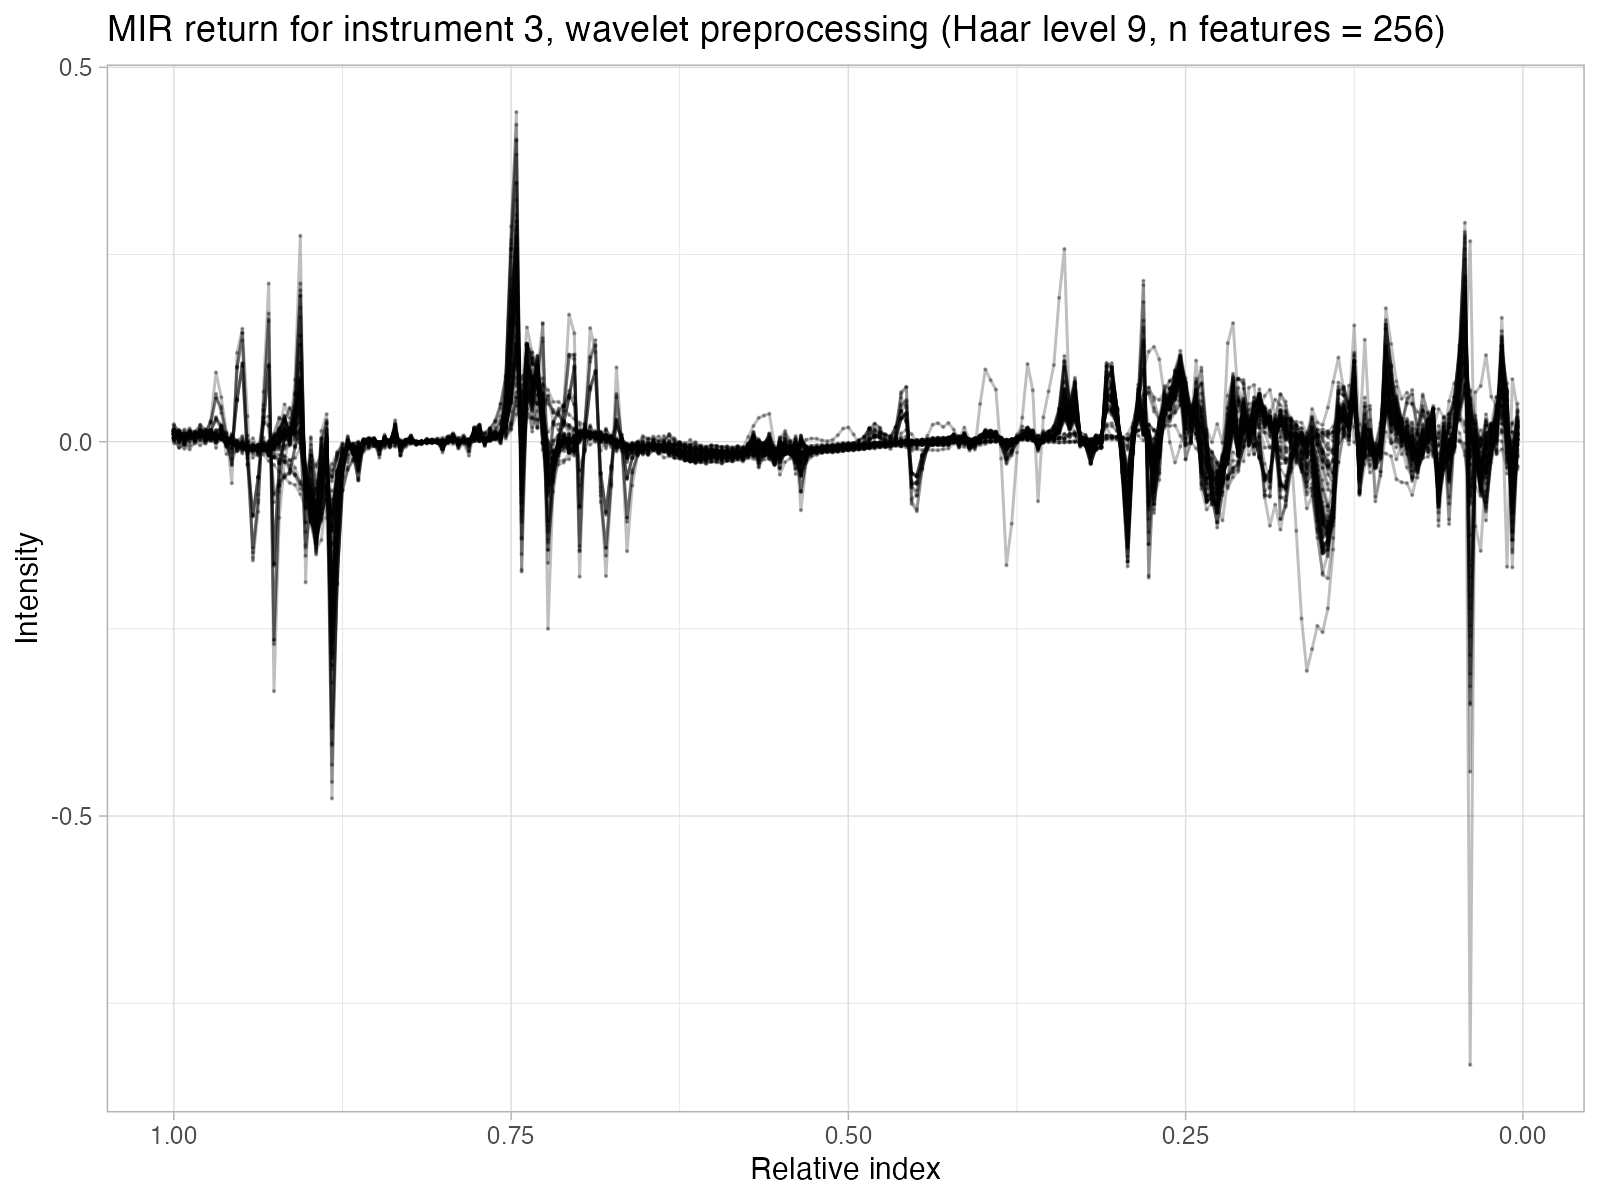 MIR return for instrument 3, wavelet preprocessing (Haar level 9, n features = 256)
0.5
0.0
-0.5
Intensity
1.00 0.75 0.50 0.25 0.00
Relative index